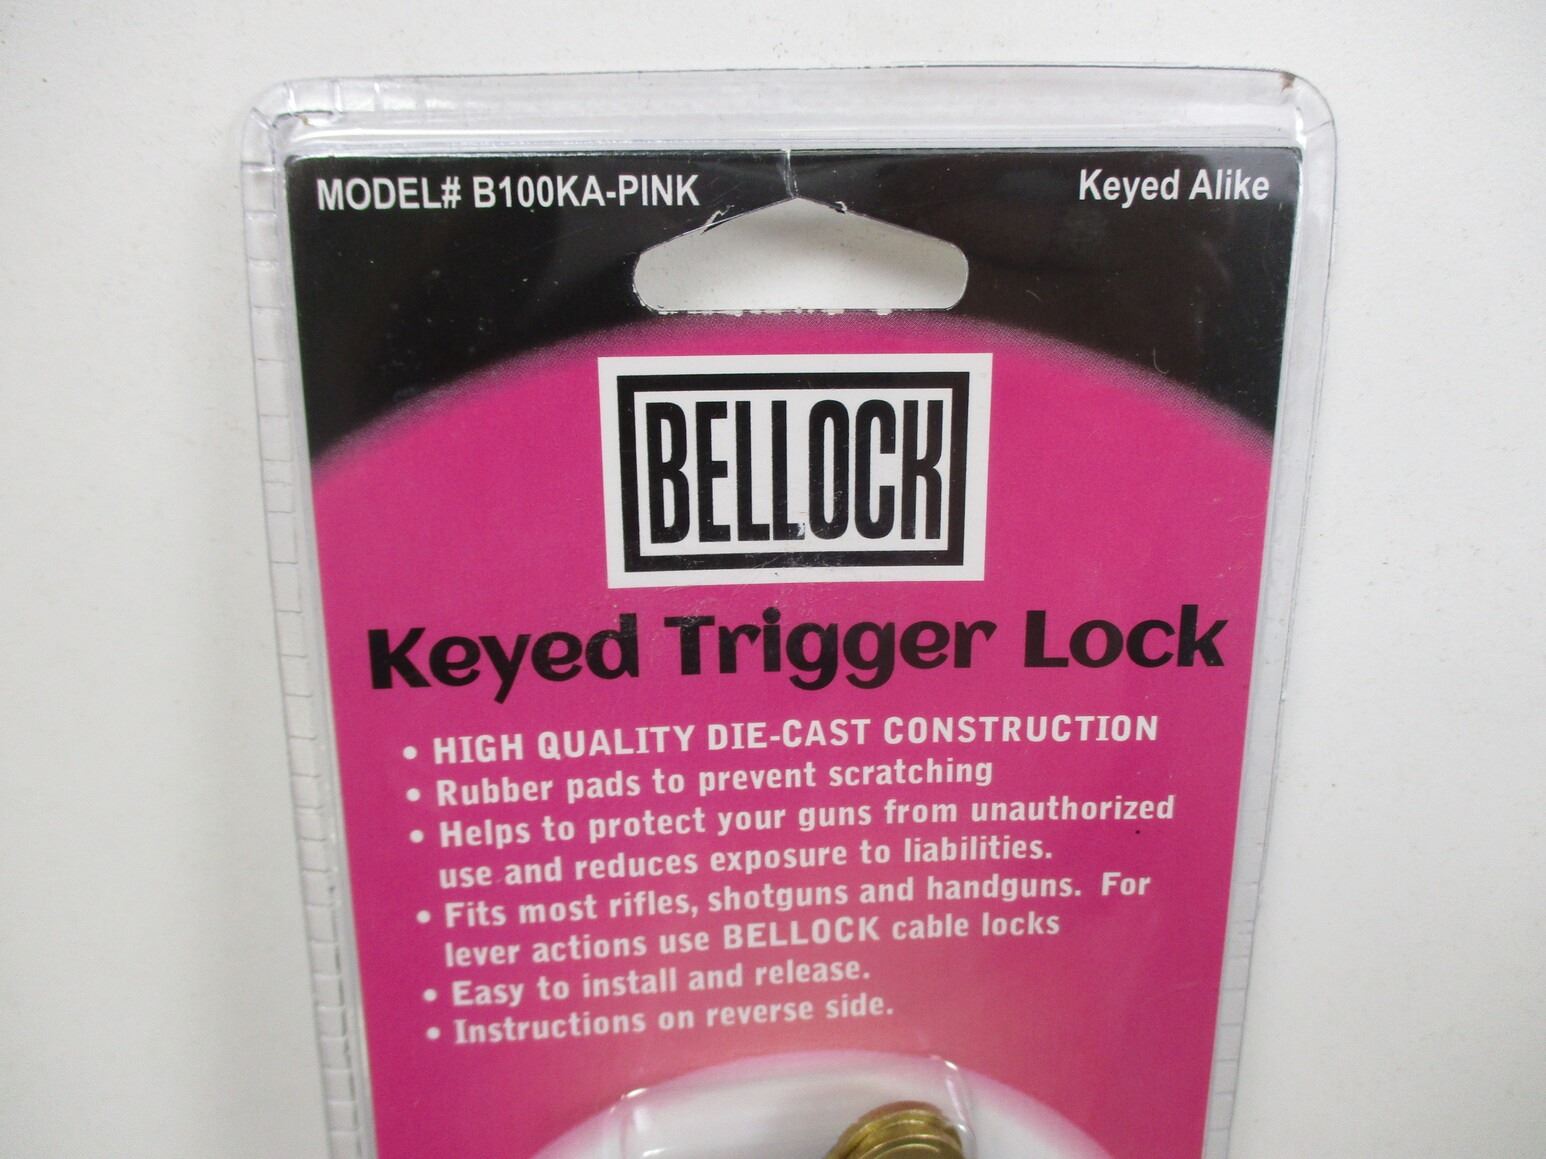 MODEL# B100KA-PINK
Keyed Alike
BELLOCK
Keyed Trigger Lock
• HIGH QUALITY DIE-CAST CONSTRUCTION
• Rubber pads to prevent scratching
• Helps to protect your guns from unauthorized
use and reduces exposure to liabilities.
• Fits most rifles, shotguns and handguns. For
lever actions use BELLOCK cable locks
• Easy to install and release.
• Instructions on reverse side.